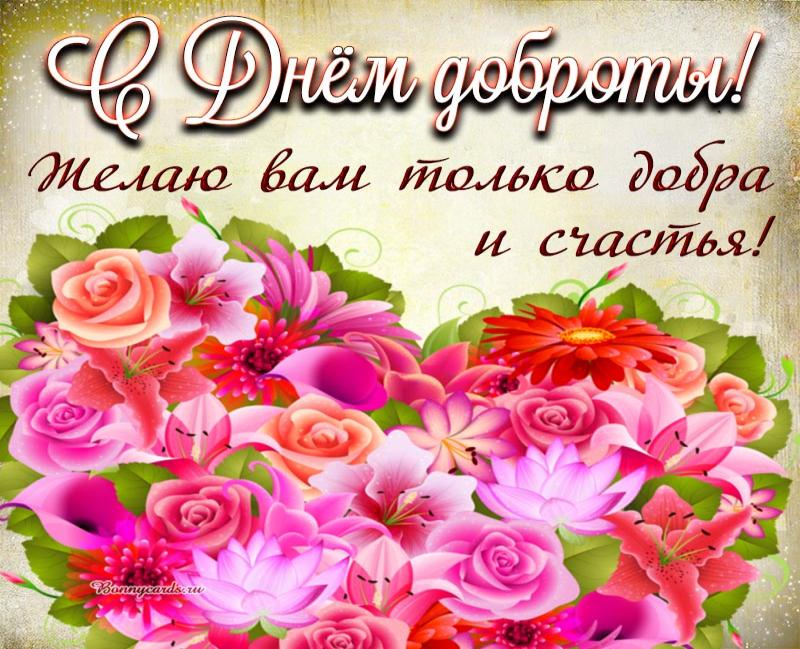 С Днём доброты!
Желаю вам только добра
и счастья!
Bonnycards.ru